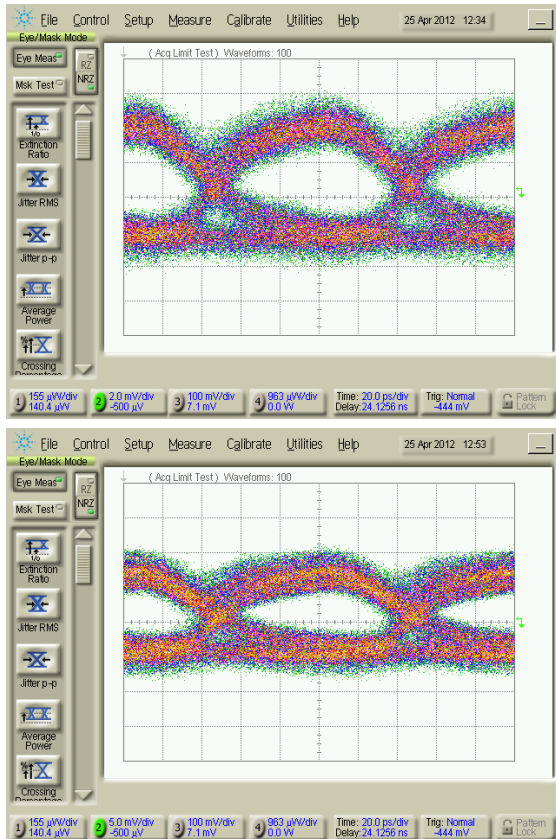 File Control Setup Measure Calibrate Utilities Help 25 Apr 2012 12:34
Eye/Mask Mode
Eye Meas
RZ
NRZ
Msk Test
( Acq Limit Test ) Waveforms: 100
Extinction
Ratio
Jitter RMS
Jitter p-p
Average
Power
Crossing
Percentage
1) 155 µW/div 2) 2.0 mV/div 3) 100 mV/div 4) 963 µW/div Time: 20.0 ps/div Trig: Normal Pattern
140.4 µW -500 µV 7.1 mV 0.0 W Delay:24.1256 ns -444 mV Lock
File Control Setup Measure Calibrate Utilities Help 25 Apr 2012 12:53
Eye/Mask Mode
Eye Meas
RZ
NRZ
Msk Test
( Acq Limit Test ) Waveforms: 100
Extinction
Ratio
Jitter RMS
Jitter p-p
Average
Power
Crossing
Percentage
1) 155 µW/div 2) 5.0 mV/div 3) 100 mV/div 4) 963 µW/div Time: 20.0 ps/div Trig: Normal Pattern
140.4 µW -500 µV 7.1 mV 0.0 W Delay:24.1256 ns -444 mV Lock